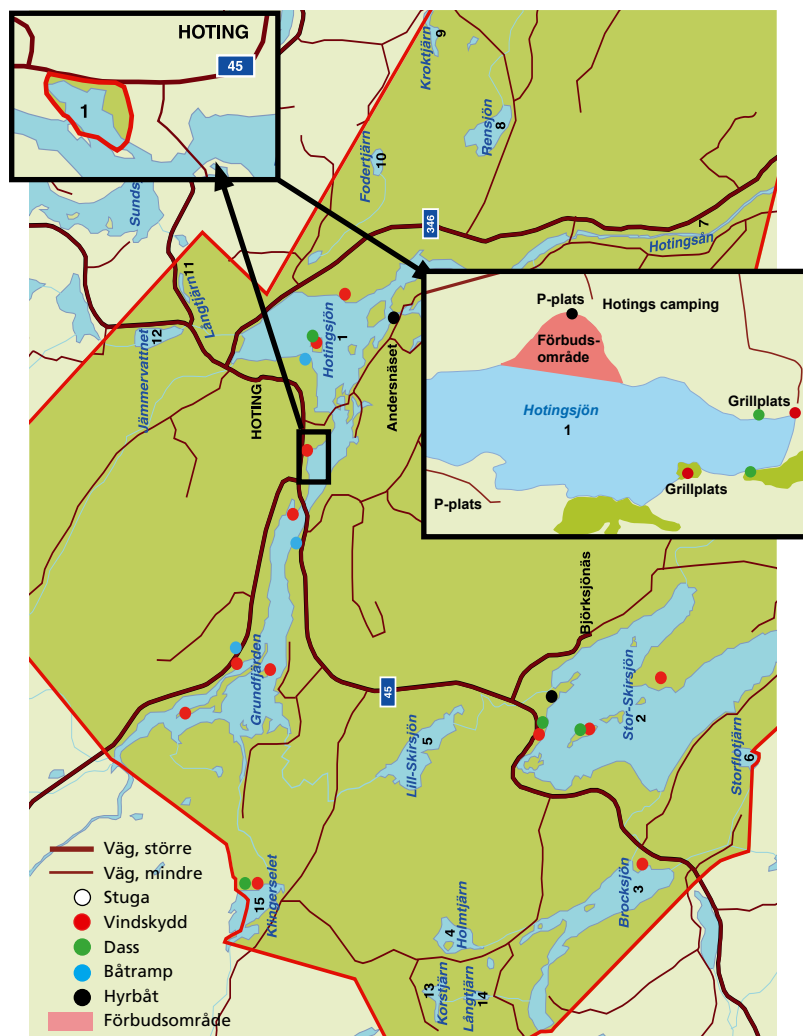 HOTING
45
1
Sunds
Kroktjärn
9
Rensjön
8
Fodertjärn
10
346
Hotingsån
7
Långtjärn
11
Jämmervattnet
12
Hotingsjön
1
HOTING
Andersnäset
P-plats
Hotings camping
Förbuds-
område
Hotingsjön
1
Grillplats
Grillplats
P-plats
Björksjönäs
Grundfjärden
45
Lill-Skirsjön
5
Stor-Skirsjön
2
Storflotjärn
6
Klingerselet
15
Brocksjön
3
Holmtjärn
4
Korstjärn
13
Långtjärn
14
Väg, större
Väg, mindre
Stuga
Vindskydd
Dass
Båtramp
Hyrbåt
Förbudsområde